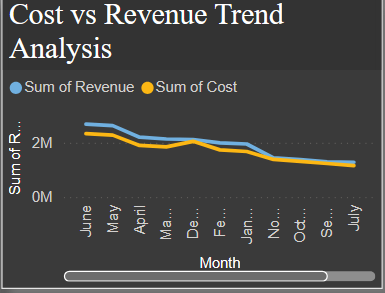 Cost vs Revenue Trend
Analysis
Sum of Revenue Sum of Cost
Sum of R...
2M
0M
June
May
April
Ma...
De...
Fe...
Jan...
No...
Oct...
Se...
July
Month